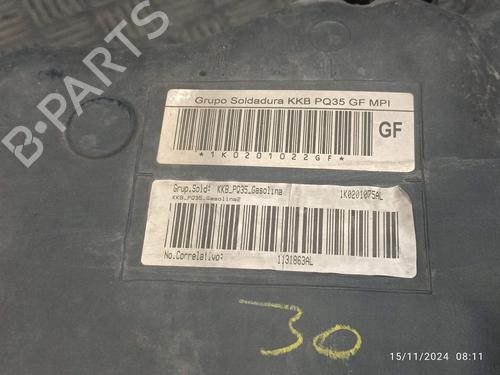 Grupo Soldadura KKB PQ35 GF MPI
GF
*1K0201022GF*
Grup.Sold: KKB_PQ35_Gasolina 1K0201075AL
KKB_PQ35_Gasolina2
No.Correlativo: 1131863AL
30
B-PARTS
15/11/2024 08:11